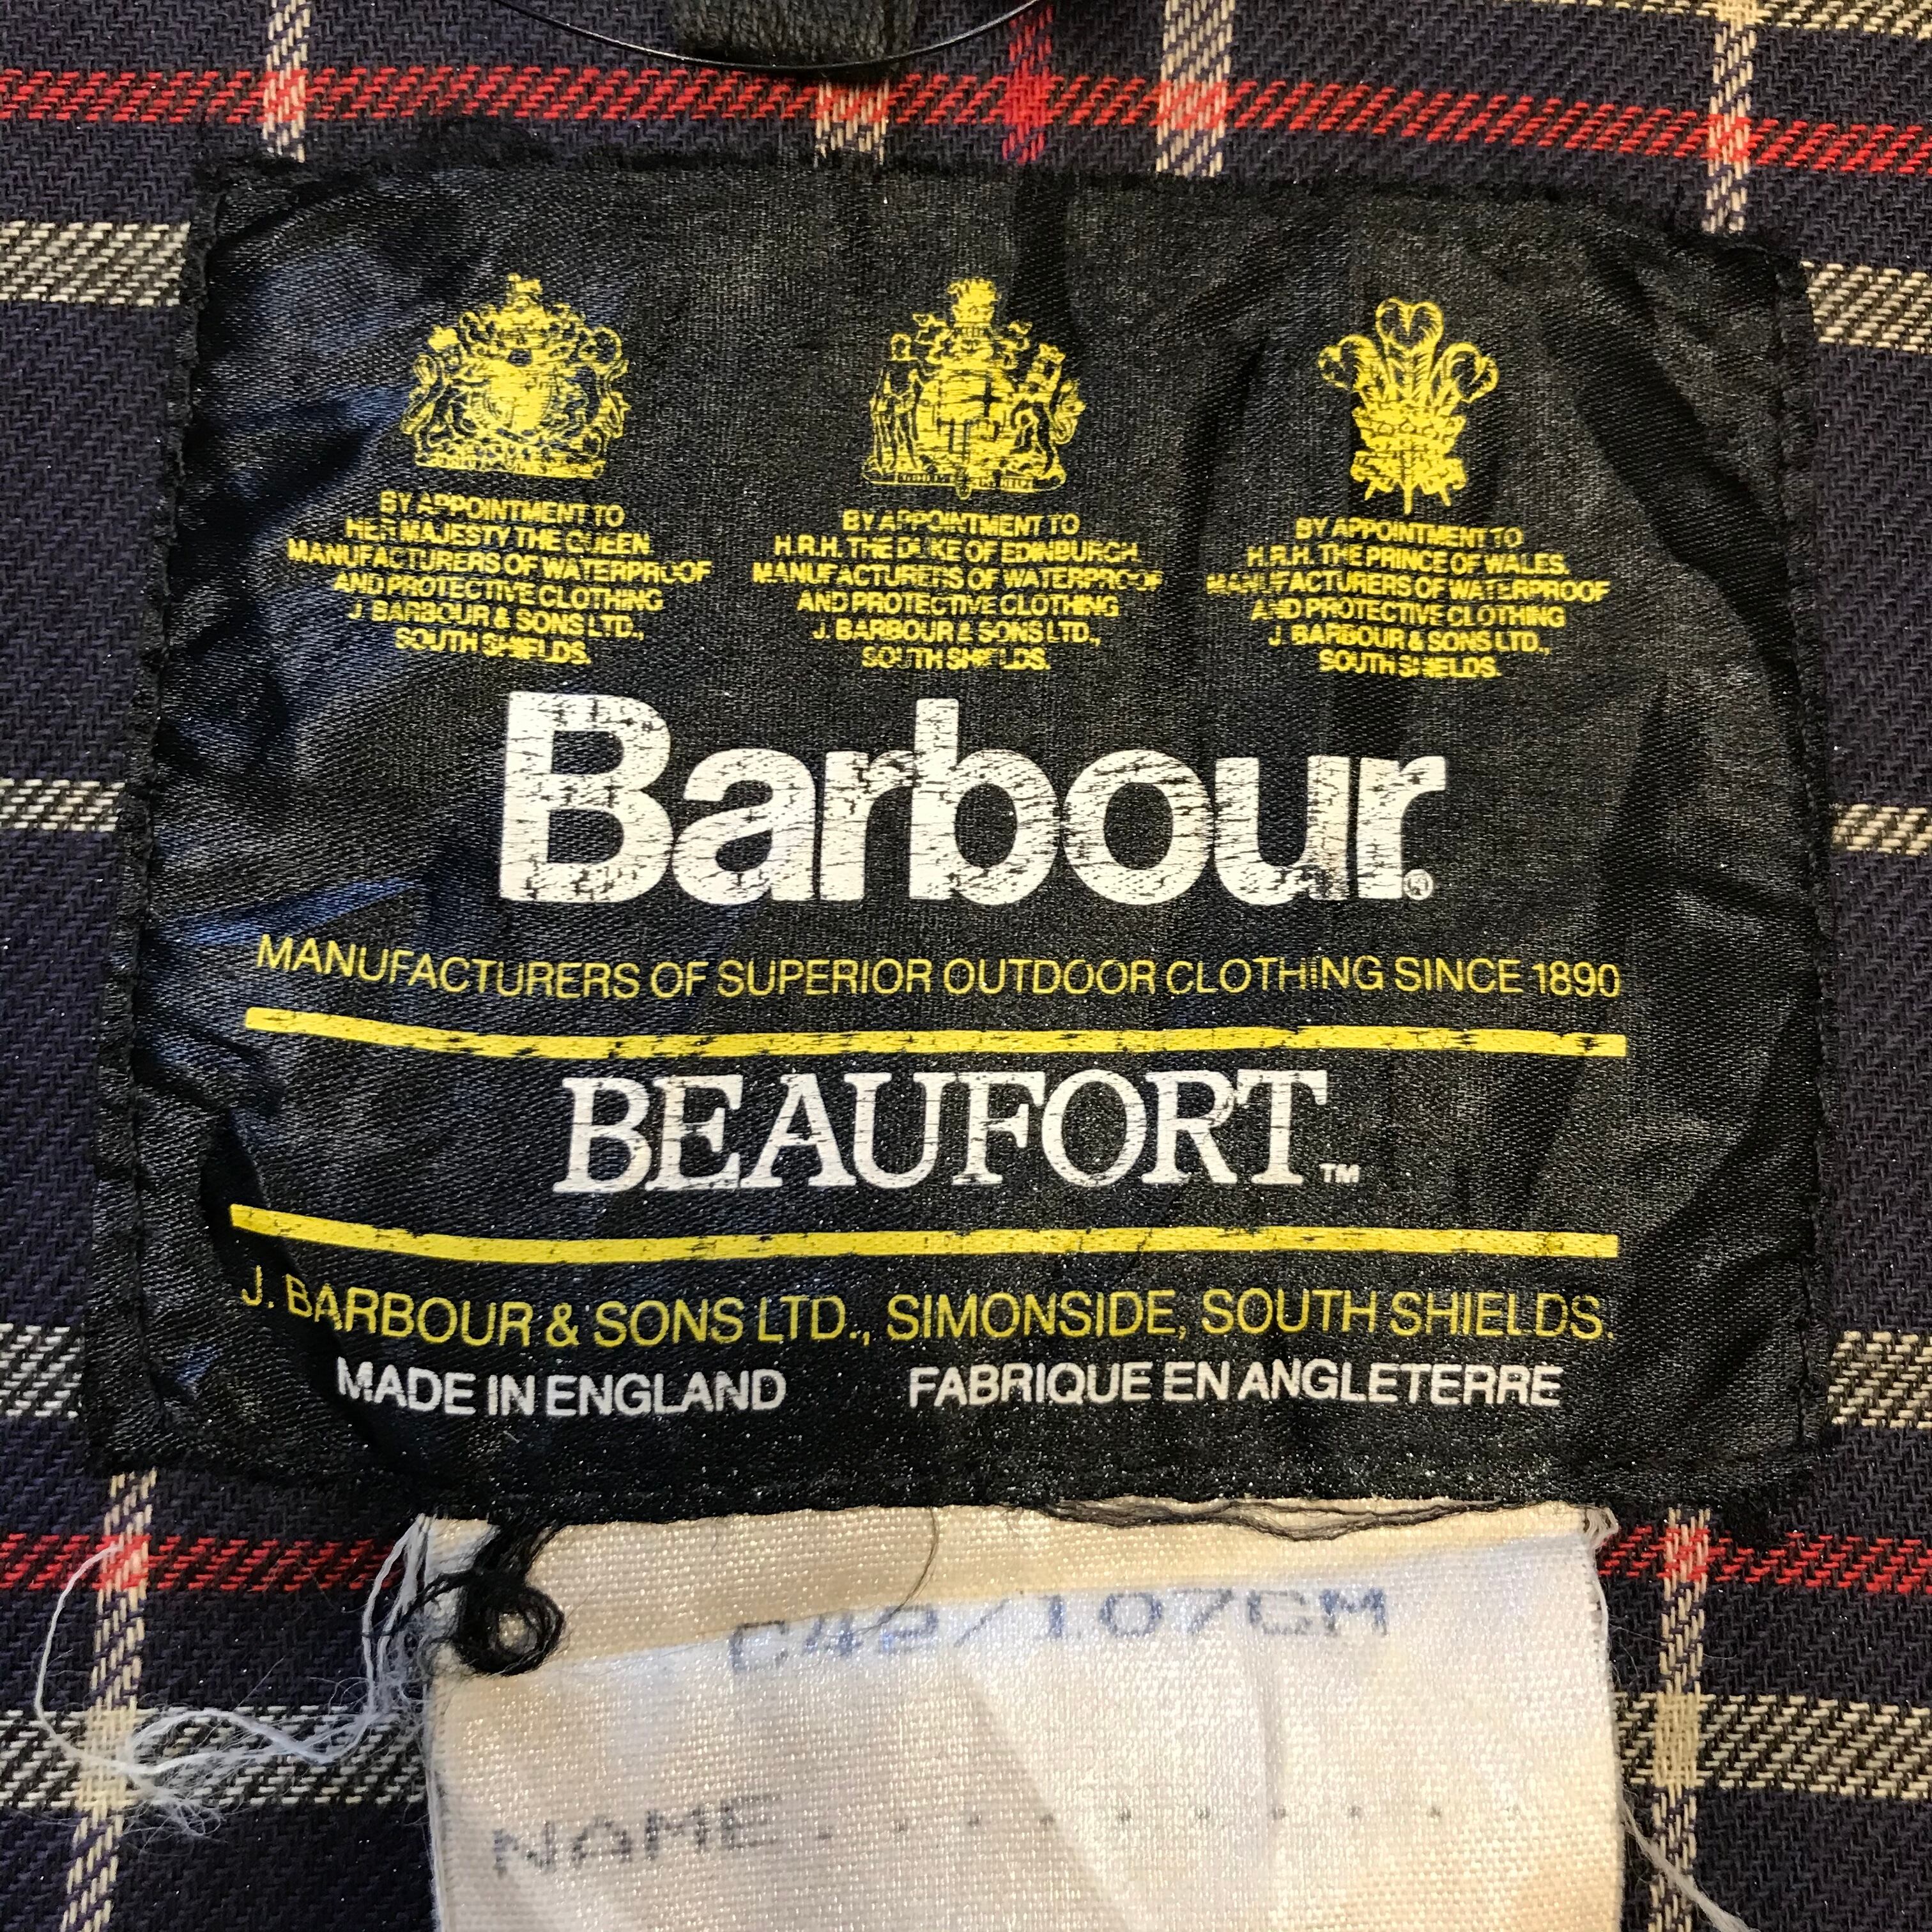 BY APPOINTMENT TO
HER MAJESTY THE QUEEN
MANUFACTURERS OF WATERPROOF
AND PROTECTIVE CLOTHING
J. BARBOUR & SONS LTD.,
SOUTH SHIELDS.
BY APPOINTMENT TO
H.R.H. THE DUKE OF EDINBURGH
MANUFACTURERS OF WATERPROOF
AND PROTECTIVE CLOTHING
J. BARBOUR & SONS LTD.,
SOUTH SHIELDS.
BY APPOINTMENT TO
H.R.H. THE PRINCE OF WALES.
MANUFACTURERS OF WATERPROOF
AND PROTECTIVE CLOTHING
J. BARBOUR & SONS LTD.,
SOUTH SHIELDS.
Barbour®
MANUFACTURERS OF SUPERIOR OUTDOOR CLOTHING SINCE 1890
BEAUFORT™
J. BARBOUR & SONS LTD., SIMONSIDE, SOUTH SHIELDS.
MADE IN ENGLAND FABRIQUE EN ANGLETERRE
C42/107CM
NAME..........